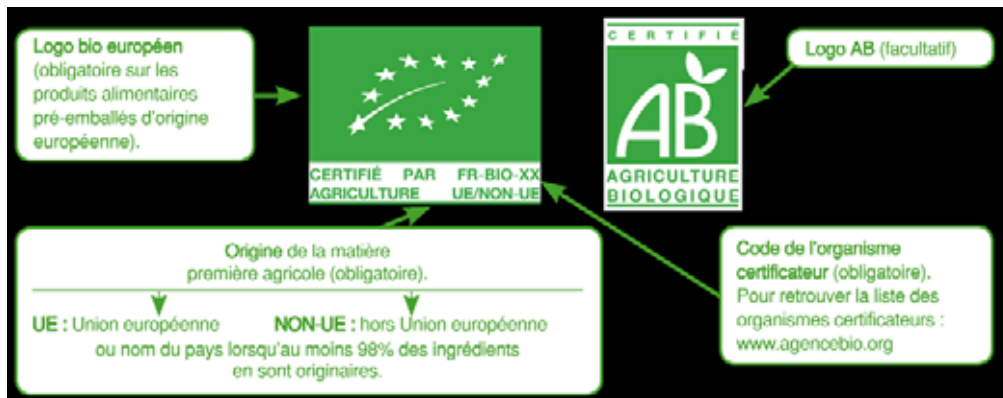 Logo bio européen
(obligatoire sur les
produits alimentaires
pré-emballés d'origine
européenne).
CERTIFIÉ PAR FR-BIO-XX
AGRICULTURE UE/NON-UE
CERTIFIÉ
AB
AGRICULTURE
BIOLOGIQUE
Logo AB (facultatif)
Origine de la matière
première agricole (obligatoire).
UE : Union européenne NON-UE : hors Union européenne
ou nom du pays lorsqu'au moins 98% des ingrédients
en sont originaires.
Code de l'organisme
certificateur (obligatoire).
Pour retrouver la liste des
organismes certificateurs :
www.agencebio.org